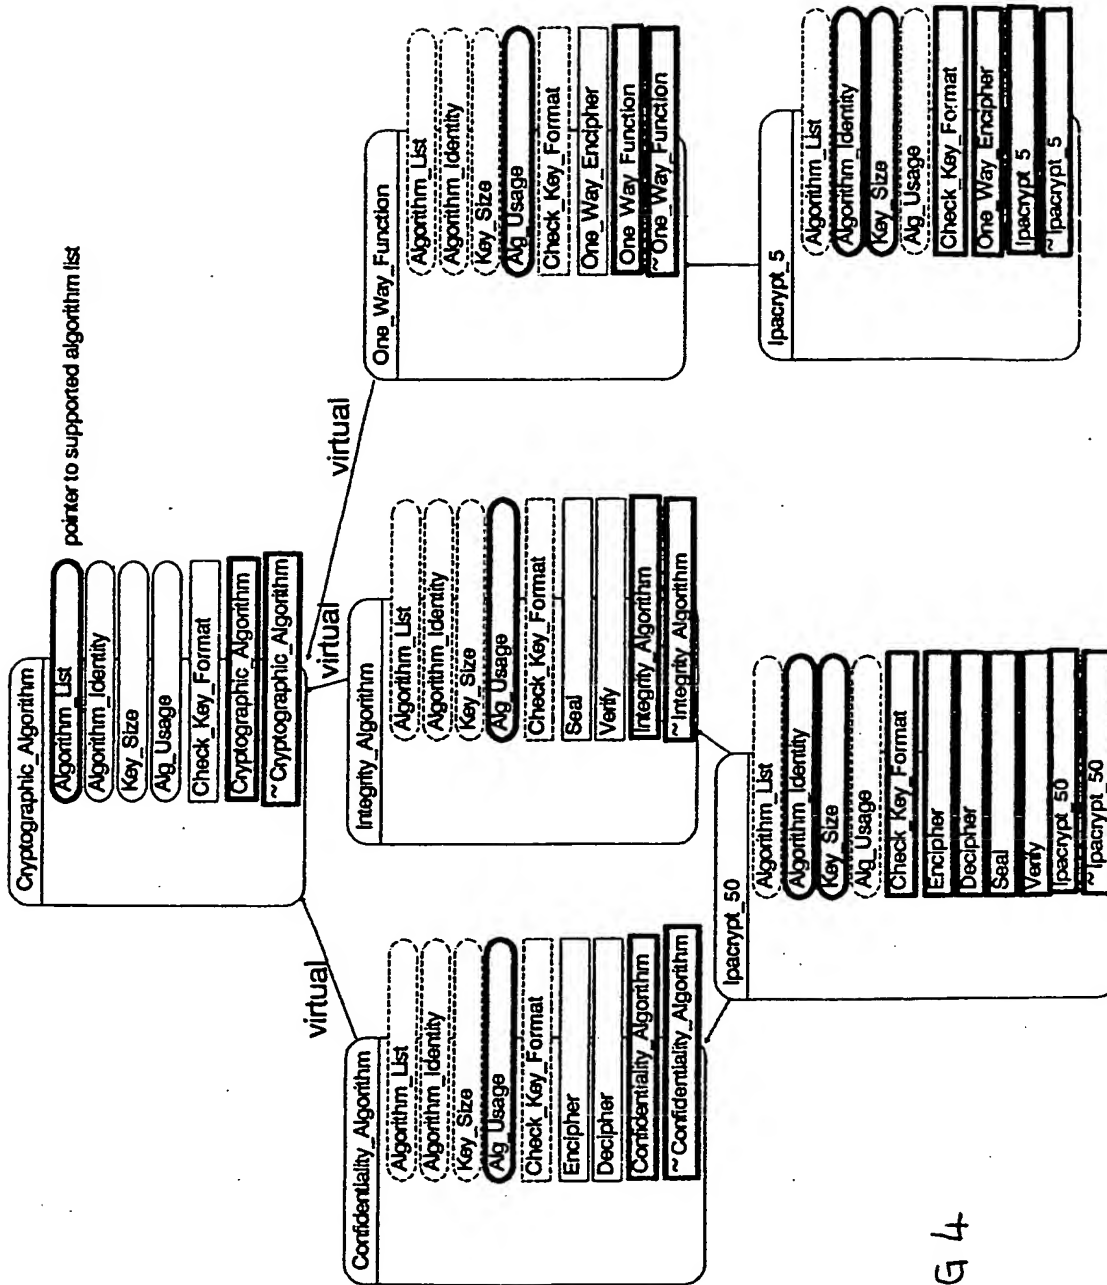 Cryptographic_Algorithm
Algorithm_List
pointer to supported algorithm list
Algorithm_Identity
Key_Size
Alg_Usage
Check_Key_Format
Cryptographic_Algorithm
~Cryptographic_Algorithm
virtual
virtual
virtual
Confidentiality_Algorithm
Algorithm_List
Algorithm_Identity
Key_Size
Alg_Usage
Check_Key_Format
Encipher
Decipher
Confidentiality_Algorithm
~Confidentiality_Algorithm
Integrity_Algorithm
Algorithm_List
Algorithm_Identity
Key_Size
Alg_Usage
Check_Key_Format
Seal
Verify
Integrity_Algorithm
~Integrity_Algorithm
One_Way_Function
Algorithm_List
Algorithm_Identity
Key_Size
Alg_Usage
Check_Key_Format
One_Way_Encipher
One_Way_Function
~One_Way_Function
Ipacrypt_50
Algorithm_List
Algorithm_Identity
Key_Size
Alg_Usage
Check_Key_Format
Encipher
Decipher
Seal
Verify
Ipacrypt_50
~Ipacrypt_50
Ipacrypt_5
Algorithm_List
Algorithm_Identity
Key_Size
Alg_Usage
Check_Key_Format
One_Way_Encipher
Ipacrypt_5
~Ipacrypt_5
G 4